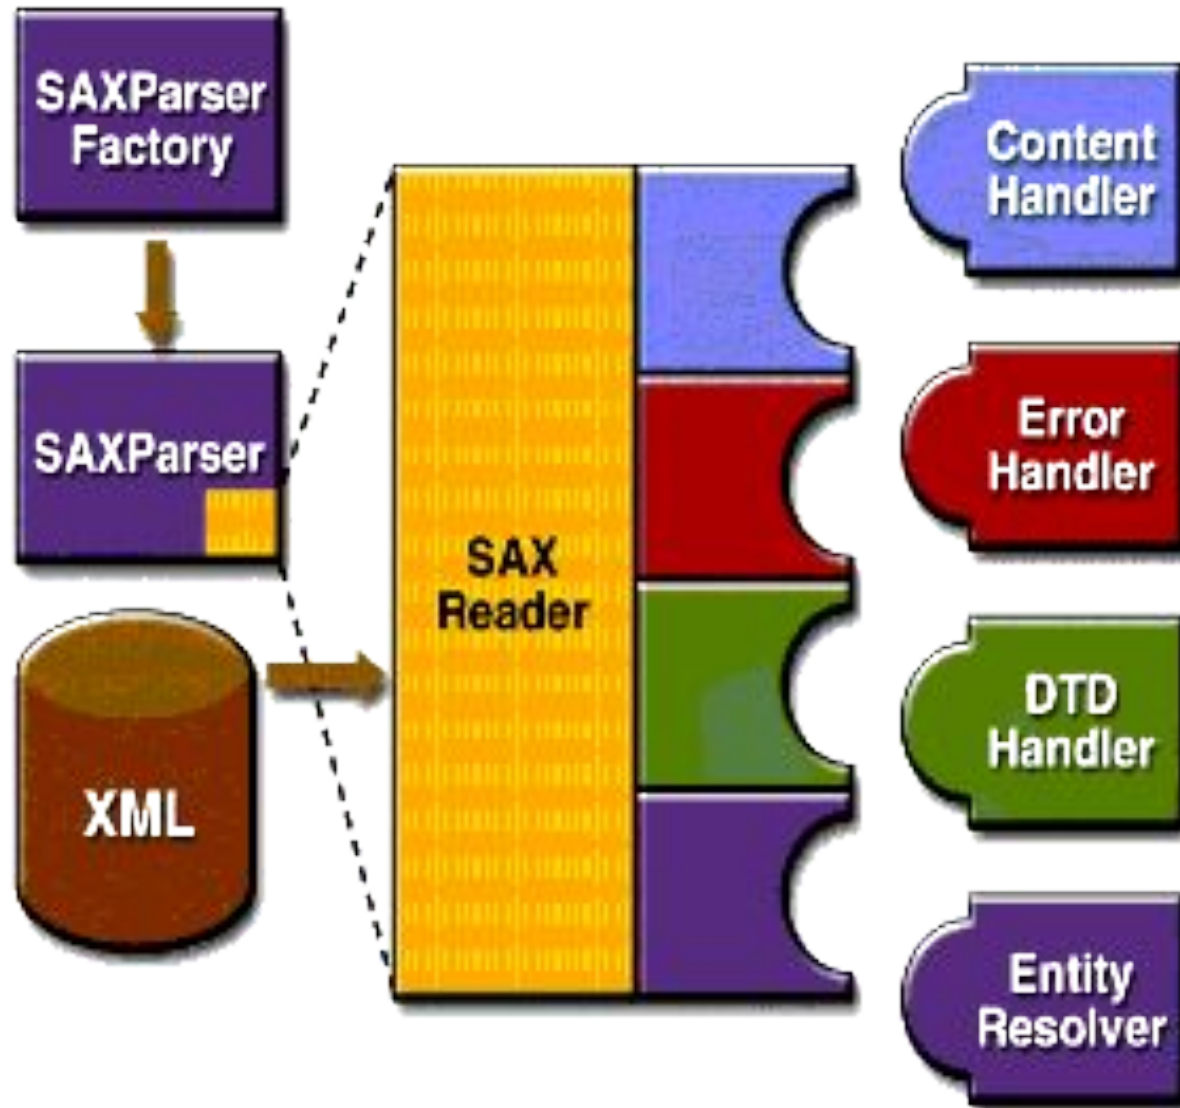 SAXParser
Factory
SAXParser
XML
SAX
Reader
Content
Handler
Error
Handler
DTD
Handler
Entity
Resolver